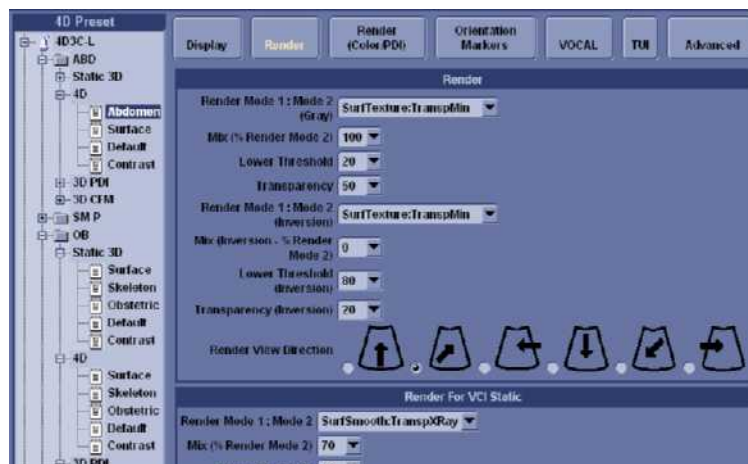 4D Preset
4D3C-L
ABD
Static 3D
4D
Abdomen
Surface
Default
Contrast
3D PDI
3D CFM
SM P
OB
Static 3D
Surface
Skeleton
Obstetric
Default
Contrast
4D
Surface
Skeleton
Obstetric
Default
Contrast
3D PDI
Display
Render
Render
(Color/PDI)
Orientation
Markers
VOCAL
TUI
Advanced
Render
Render Mode 1 : Mode 2
(Gray)
SurfTexture:TranspMin
Mix (% Render Mode 2)
100
Lower Threshold
20
Transparency
50
Render Mode 1 : Mode 2
(Inversion)
SurfTexture:TranspMin
Mix (Inversion - % Render
Mode 2)
0
Lower Threshold
(Inversion)
80
Transparency (Inversion)
20
Render View Direction
Render For VCI Static
Render Mode 1 : Mode 2
SurfSmooth:TranspXRay
Mix (% Render Mode 2)
70